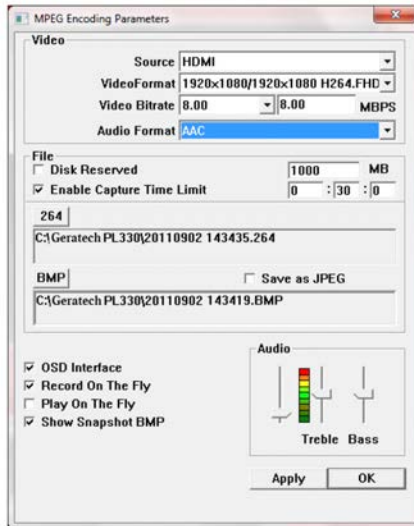 MPEG Encoding Parameters
Video
Source HDMI
VideoFormat 1920x1080/1920x1080 H264.FHD
Video Bitrate 8.00 8.00 MBPS
Audio Format AAC
File
Disk Reserved 1000 MB
Enable Capture Time Limit 0 : 30 : 0
264
C:\Geratech PL330\20110902 143435.264
BMP Save as JPEG
C:\Geratech PL330\20110902 143419.BMP
Audio
OSD Interface
Record On The Fly
Play On The Fly
Show Snapshot BMP
Treble Bass
Apply OK